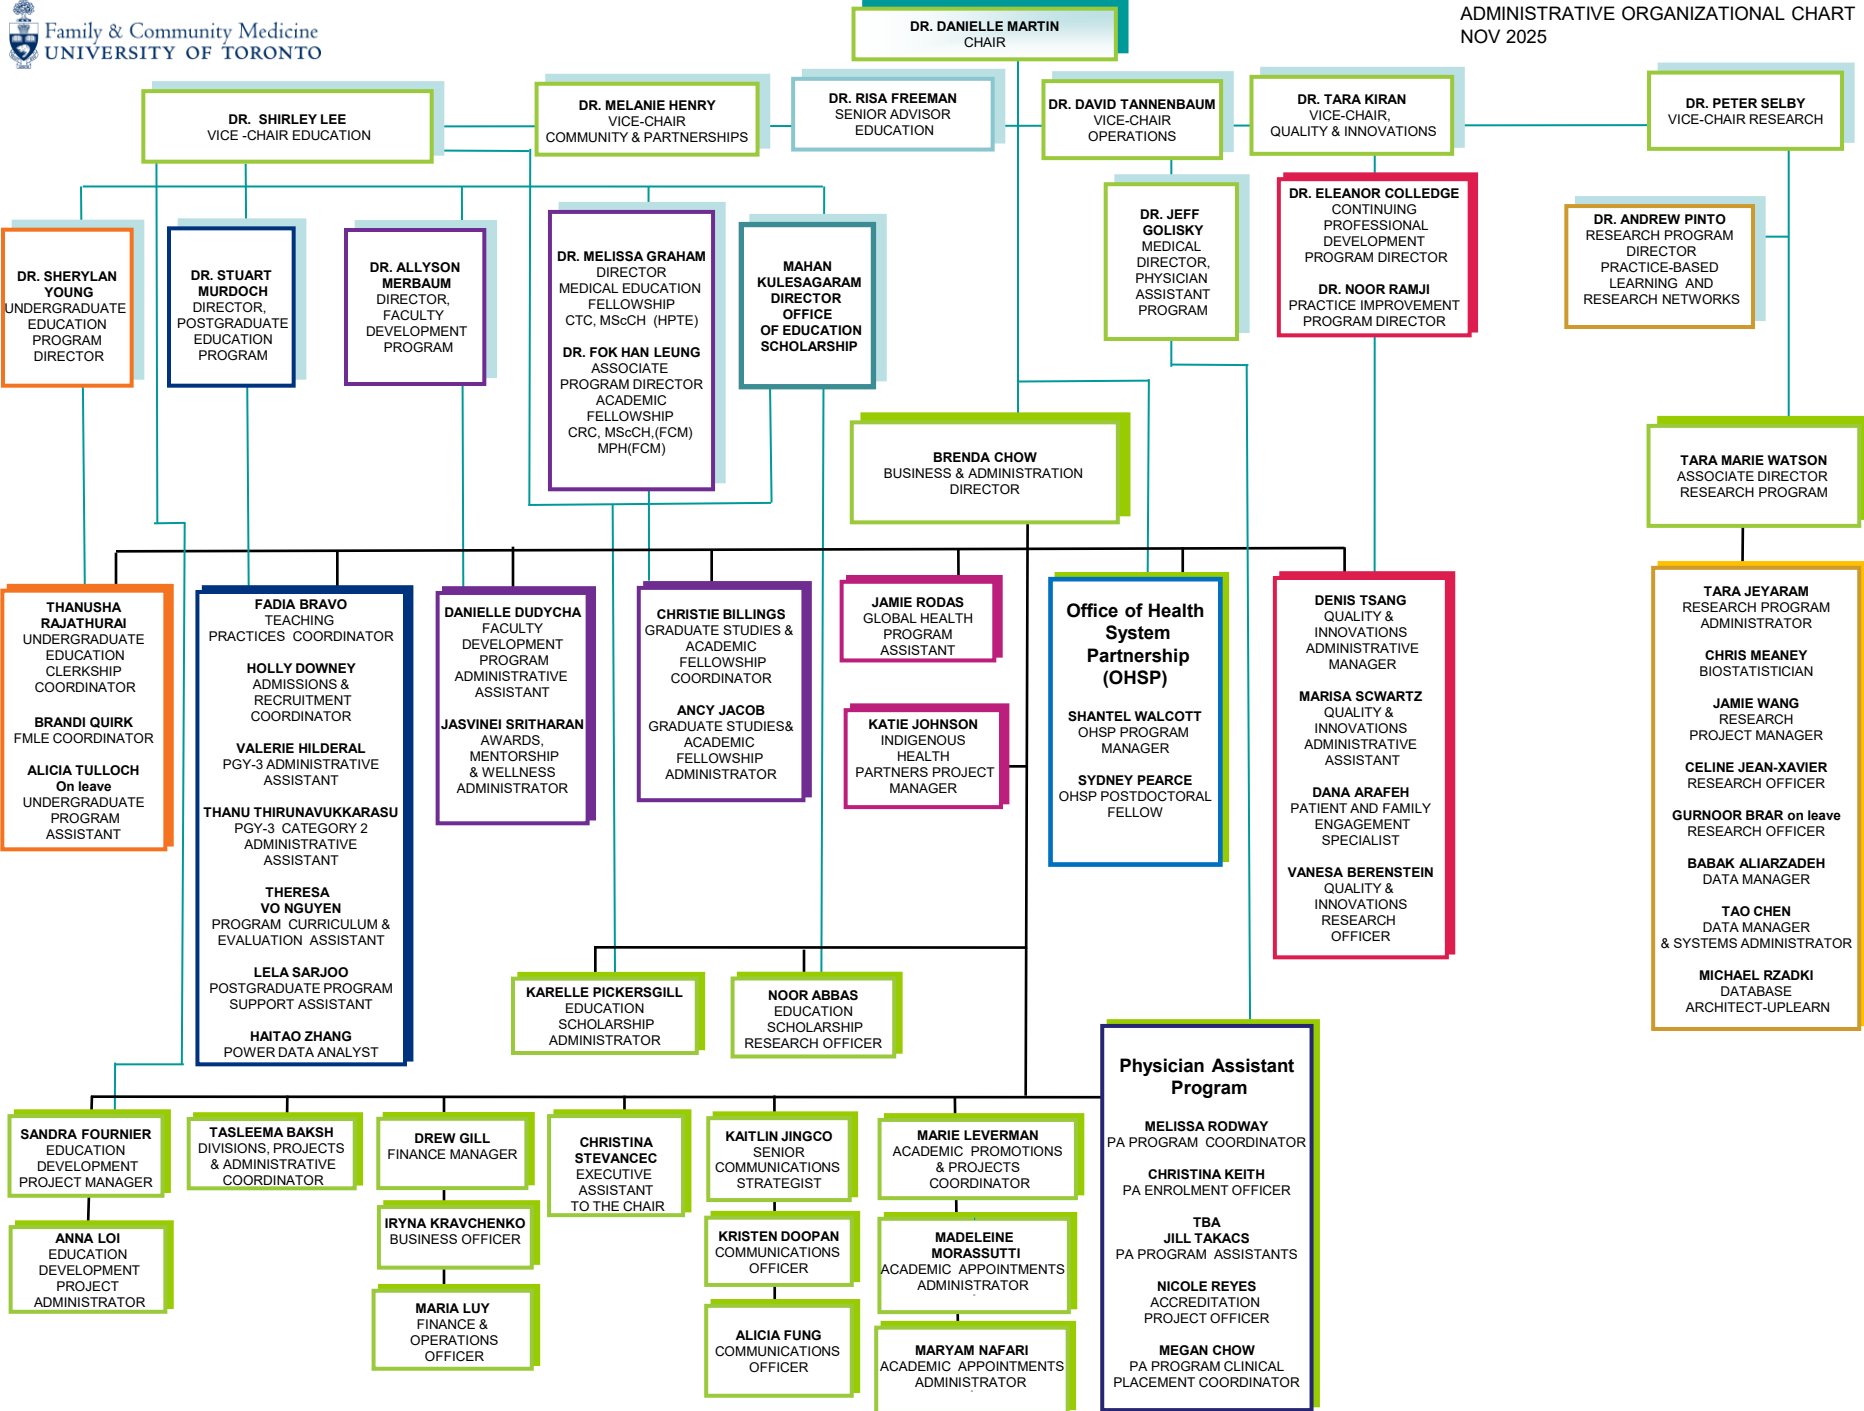 Family & Community Medicine
UNIVERSITY OF TORONTO
ADMINISTRATIVE ORGANIZATIONAL CHART
NOV 2025
DR. DANIELLE MARTIN
CHAIR
DR. SHIRLEY LEE
VICE -CHAIR EDUCATION
DR. MELANIE HENRY
VICE-CHAIR
COMMUNITY & PARTNERSHIPS
DR. RISA FREEMAN
SENIOR ADVISOR
EDUCATION
DR. DAVID TANNENBAUM
VICE-CHAIR
OPERATIONS
DR. TARA KIRAN
VICE-CHAIR,
QUALITY & INNOVATIONS
DR. PETER SELBY
VICE-CHAIR RESEARCH
DR. SHERYLAN
YOUNG
UNDERGRADUATE
EDUCATION
PROGRAM
DIRECTOR
DR. STUART
MURDOCH
DIRECTOR,
POSTGRADUATE
EDUCATION
PROGRAM
DR. ALLYSON
MERBAUM
DIRECTOR,
FACULTY
DEVELOPMENT
PROGRAM
DR. MELISSA GRAHAM
DIRECTOR
MEDICAL EDUCATION
FELLOWSHIP
CTC, MScCH (HPTE)
DR. FOK HAN LEUNG
ASSOCIATE
PROGRAM DIRECTOR
ACADEMIC
FELLOWSHIP
CRC, MScCH,(FCM)
MPH(FCM)
MAHAN
KULESAGARAM
DIRECTOR
OFFICE
OF EDUCATION
SCHOLARSHIP
DR. JEFF
GOLISKY
MEDICAL
DIRECTOR,
PHYSICIAN
ASSISTANT
PROGRAM
DR. ELEANOR COLLEDGE
CONTINUING
PROFESSIONAL
DEVELOPMENT
PROGRAM DIRECTOR
DR. NOOR RAMJI
PRACTICE IMPROVEMENT
PROGRAM DIRECTOR
DR. ANDREW PINTO
RESEARCH PROGRAM
DIRECTOR
PRACTICE-BASED
LEARNING AND
RESEARCH NETWORKS
BRENDA CHOW
BUSINESS & ADMINISTRATION
DIRECTOR
TARA MARIE WATSON
ASSOCIATE DIRECTOR
RESEARCH PROGRAM
THANUSHA
RAJATHURAI
UNDERGRADUATE
EDUCATION
CLERKSHIP
COORDINATOR
BRANDI QUIRK
FMLE COORDINATOR
ALICIA TULLOCH
On leave
UNDERGRADUATE
PROGRAM
ASSISTANT
FADIA BRAVO
TEACHING
PRACTICES COORDINATOR
HOLLY DOWNEY
ADMISSIONS &
RECRUITMENT
COORDINATOR
VALERIE HILDERAL
PGY-3 ADMINISTRATIVE
ASSISTANT
THANU THIRUNAVUKKARASU
PGY-3 CATEGORY 2
ADMINISTRATIVE
ASSISTANT
THERESA
VO NGUYEN
PROGRAM CURRICULUM &
EVALUATION ASSISTANT
LELA SARJOO
POSTGRADUATE PROGRAM
SUPPORT ASSISTANT
HAITAO ZHANG
POWER DATA ANALYST
DANIELLE DUDYCHA
FACULTY
DEVELOPMENT
PROGRAM
ADMINISTRATIVE
ASSISTANT
JASVINEI SRITHARAN
AWARDS,
MENTORSHIP
& WELLNESS
ADMINISTRATOR
CHRISTIE BILLINGS
GRADUATE STUDIES &
ACADEMIC
FELLOWSHIP
COORDINATOR
ANCY JACOB
GRADUATE STUDIES&
ACADEMIC
FELLOWSHIP
ADMINISTRATOR
JAMIE RODAS
GLOBAL HEALTH
PROGRAM
ASSISTANT
KATIE JOHNSON
INDIGENOUS
HEALTH
PARTNERS PROJECT
MANAGER
Office of Health
System
Partnership
(OHSP)
SHANTEL WALCOTT
OHSP PROGRAM
MANAGER
SYDNEY PEARCE
OHSP POSTDOCTORAL
FELLOW
DENIS TSANG
QUALITY &
INNOVATIONS
ADMINISTRATIVE
MANAGER
MARISA SCWARTZ
QUALITY &
INNOVATIONS
ADMINISTRATIVE
ASSISTANT
DANA ARAFEH
PATIENT AND FAMILY
ENGAGEMENT
SPECIALIST
VANESA BERENSTEIN
QUALITY &
INNOVATIONS
RESEARCH
OFFICER
TARA JEYARAM
RESEARCH PROGRAM
ADMINISTRATOR
CHRIS MEANEY
BIOSTATISTICIAN
JAMIE WANG
RESEARCH
PROJECT MANAGER
CELINE JEAN-XAVIER
RESEARCH OFFICER
GURNOOR BRAR on leave
RESEARCH OFFICER
BABAK ALIARZADEH
DATA MANAGER
TAO CHEN
DATA MANAGER
& SYSTEMS ADMINISTRATOR
MICHAEL RZADKI
DATABASE
ARCHITECT-UPLEARN
KARELLE PICKERSGILL
EDUCATION
SCHOLARSHIP
ADMINISTRATOR
NOOR ABBAS
EDUCATION
SCHOLARSHIP
RESEARCH OFFICER
Physician Assistant
Program
MELISSA RODWAY
PA PROGRAM COORDINATOR
CHRISTINA KEITH
PA ENROLMENT OFFICER
TBA
JILL TAKACS
PA PROGRAM ASSISTANTS
NICOLE REYES
ACCREDITATION
PROJECT OFFICER
MEGAN CHOW
PA PROGRAM CLINICAL
PLACEMENT COORDINATOR
SANDRA FOURNIER
EDUCATION
DEVELOPMENT
PROJECT MANAGER
ANNA LOI
EDUCATION
DEVELOPMENT
PROJECT
ADMINISTRATOR
TASLEEMA BAKSH
DIVISIONS, PROJECTS
& ADMINISTRATIVE
COORDINATOR
DREW GILL
FINANCE MANAGER
IRYNA KRAVCHENKO
BUSINESS OFFICER
MARIA LUY
FINANCE &
OPERATIONS
OFFICER
CHRISTINA
STEVANCEC
EXECUTIVE
ASSISTANT
TO THE CHAIR
KAITLIN JINGCO
SENIOR
COMMUNICATIONS
STRATEGIST
KRISTEN DOOPAN
COMMUNICATIONS
OFFICER
ALICIA FUNG
COMMUNICATIONS
OFFICER
MARIE LEVERMAN
ACADEMIC PROMOTIONS
& PROJECTS
COORDINATOR
MADELEINE
MORASSUTTI
ACADEMIC APPOINTMENTS
ADMINISTRATOR
MARYAM NAFARI
ACADEMIC APPOINTMENTS
ADMINISTRATOR